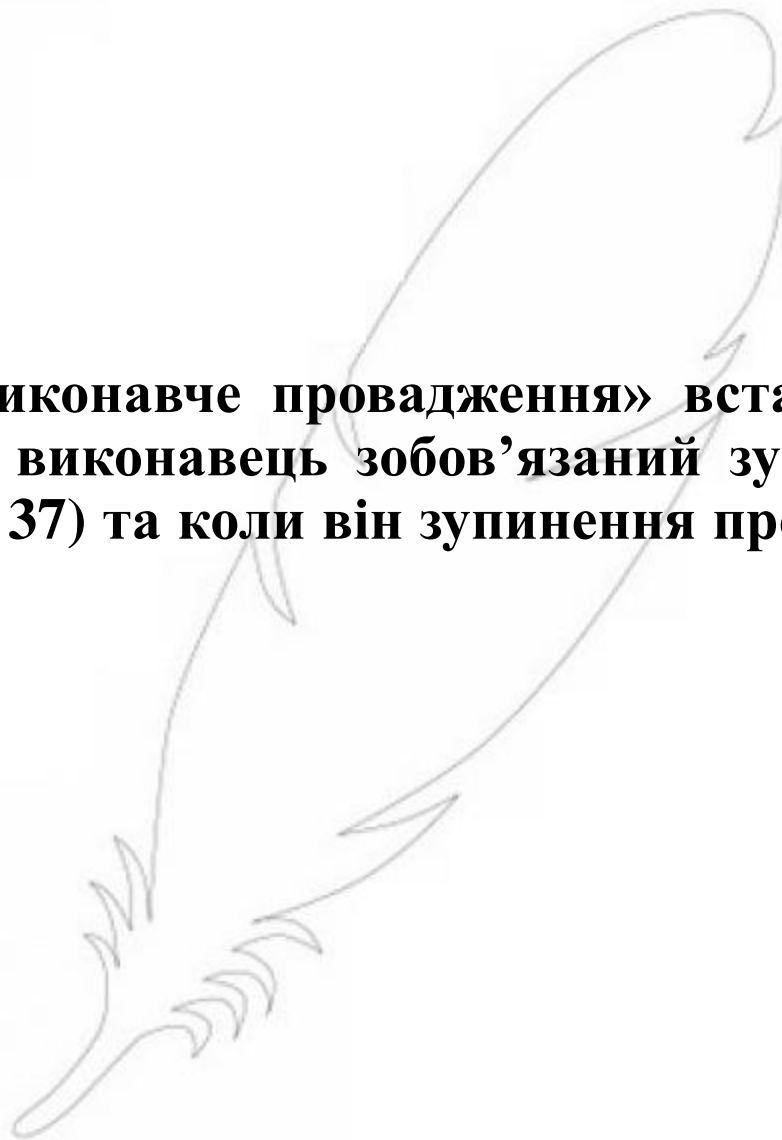 иконавче провадження» вста
виконавець зобов’язаний зу
37) та коли він зупинення пр